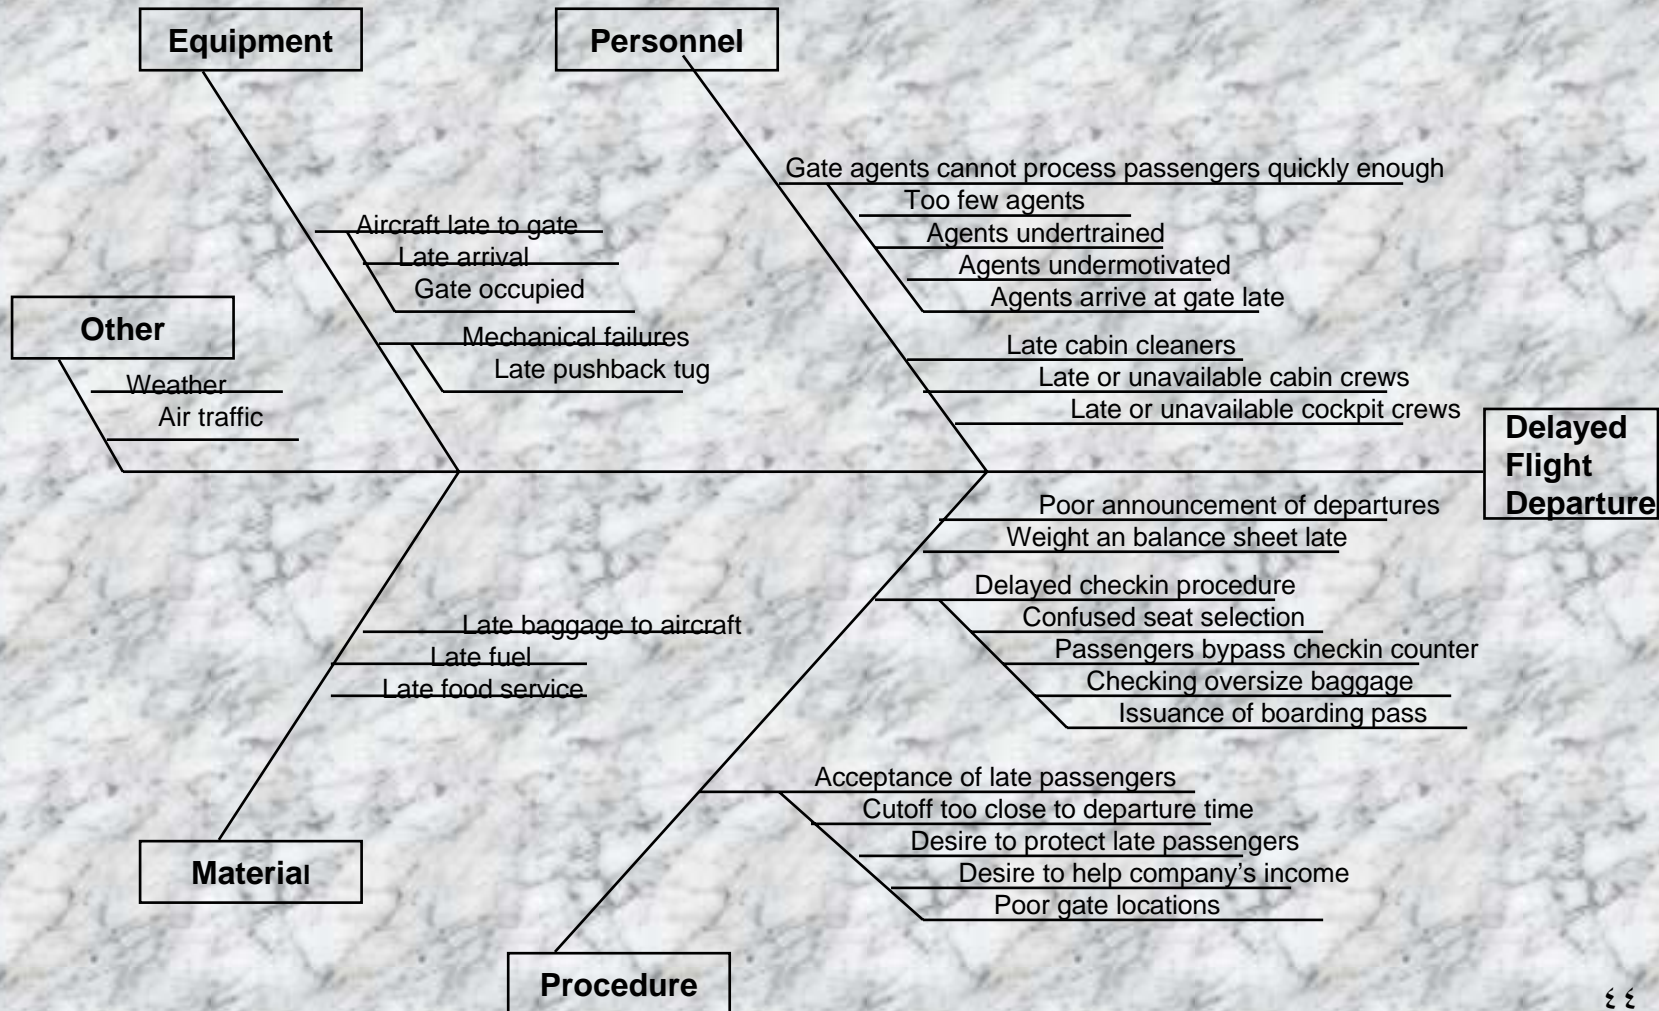 Equipment
Personnel
Gate agents cannot process passengers quickly enough
Too few agents
Agents undertrained
Agents undermotivated
Agents arrive at gate late
Aircraft late to gate
Late arrival
Gate occupied
Mechanical failures
Late pushback tug
Other
Weather
Air traffic
Late cabin cleaners
Late or unavailable cabin crews
Late or unavailable cockpit crews
Delayed
Flight
Departure
Poor announcement of departures
Weight an balance sheet late
Delayed checkin procedure
Confused seat selection
Passengers bypass checkin counter
Checking oversize baggage
Issuance of boarding pass
Late baggage to aircraft
Late fuel
Late food service
Acceptance of late passengers
Cutoff too close to departure time
Desire to protect late passengers
Desire to help company’s income
Poor gate locations
Material
Procedure
٤٤